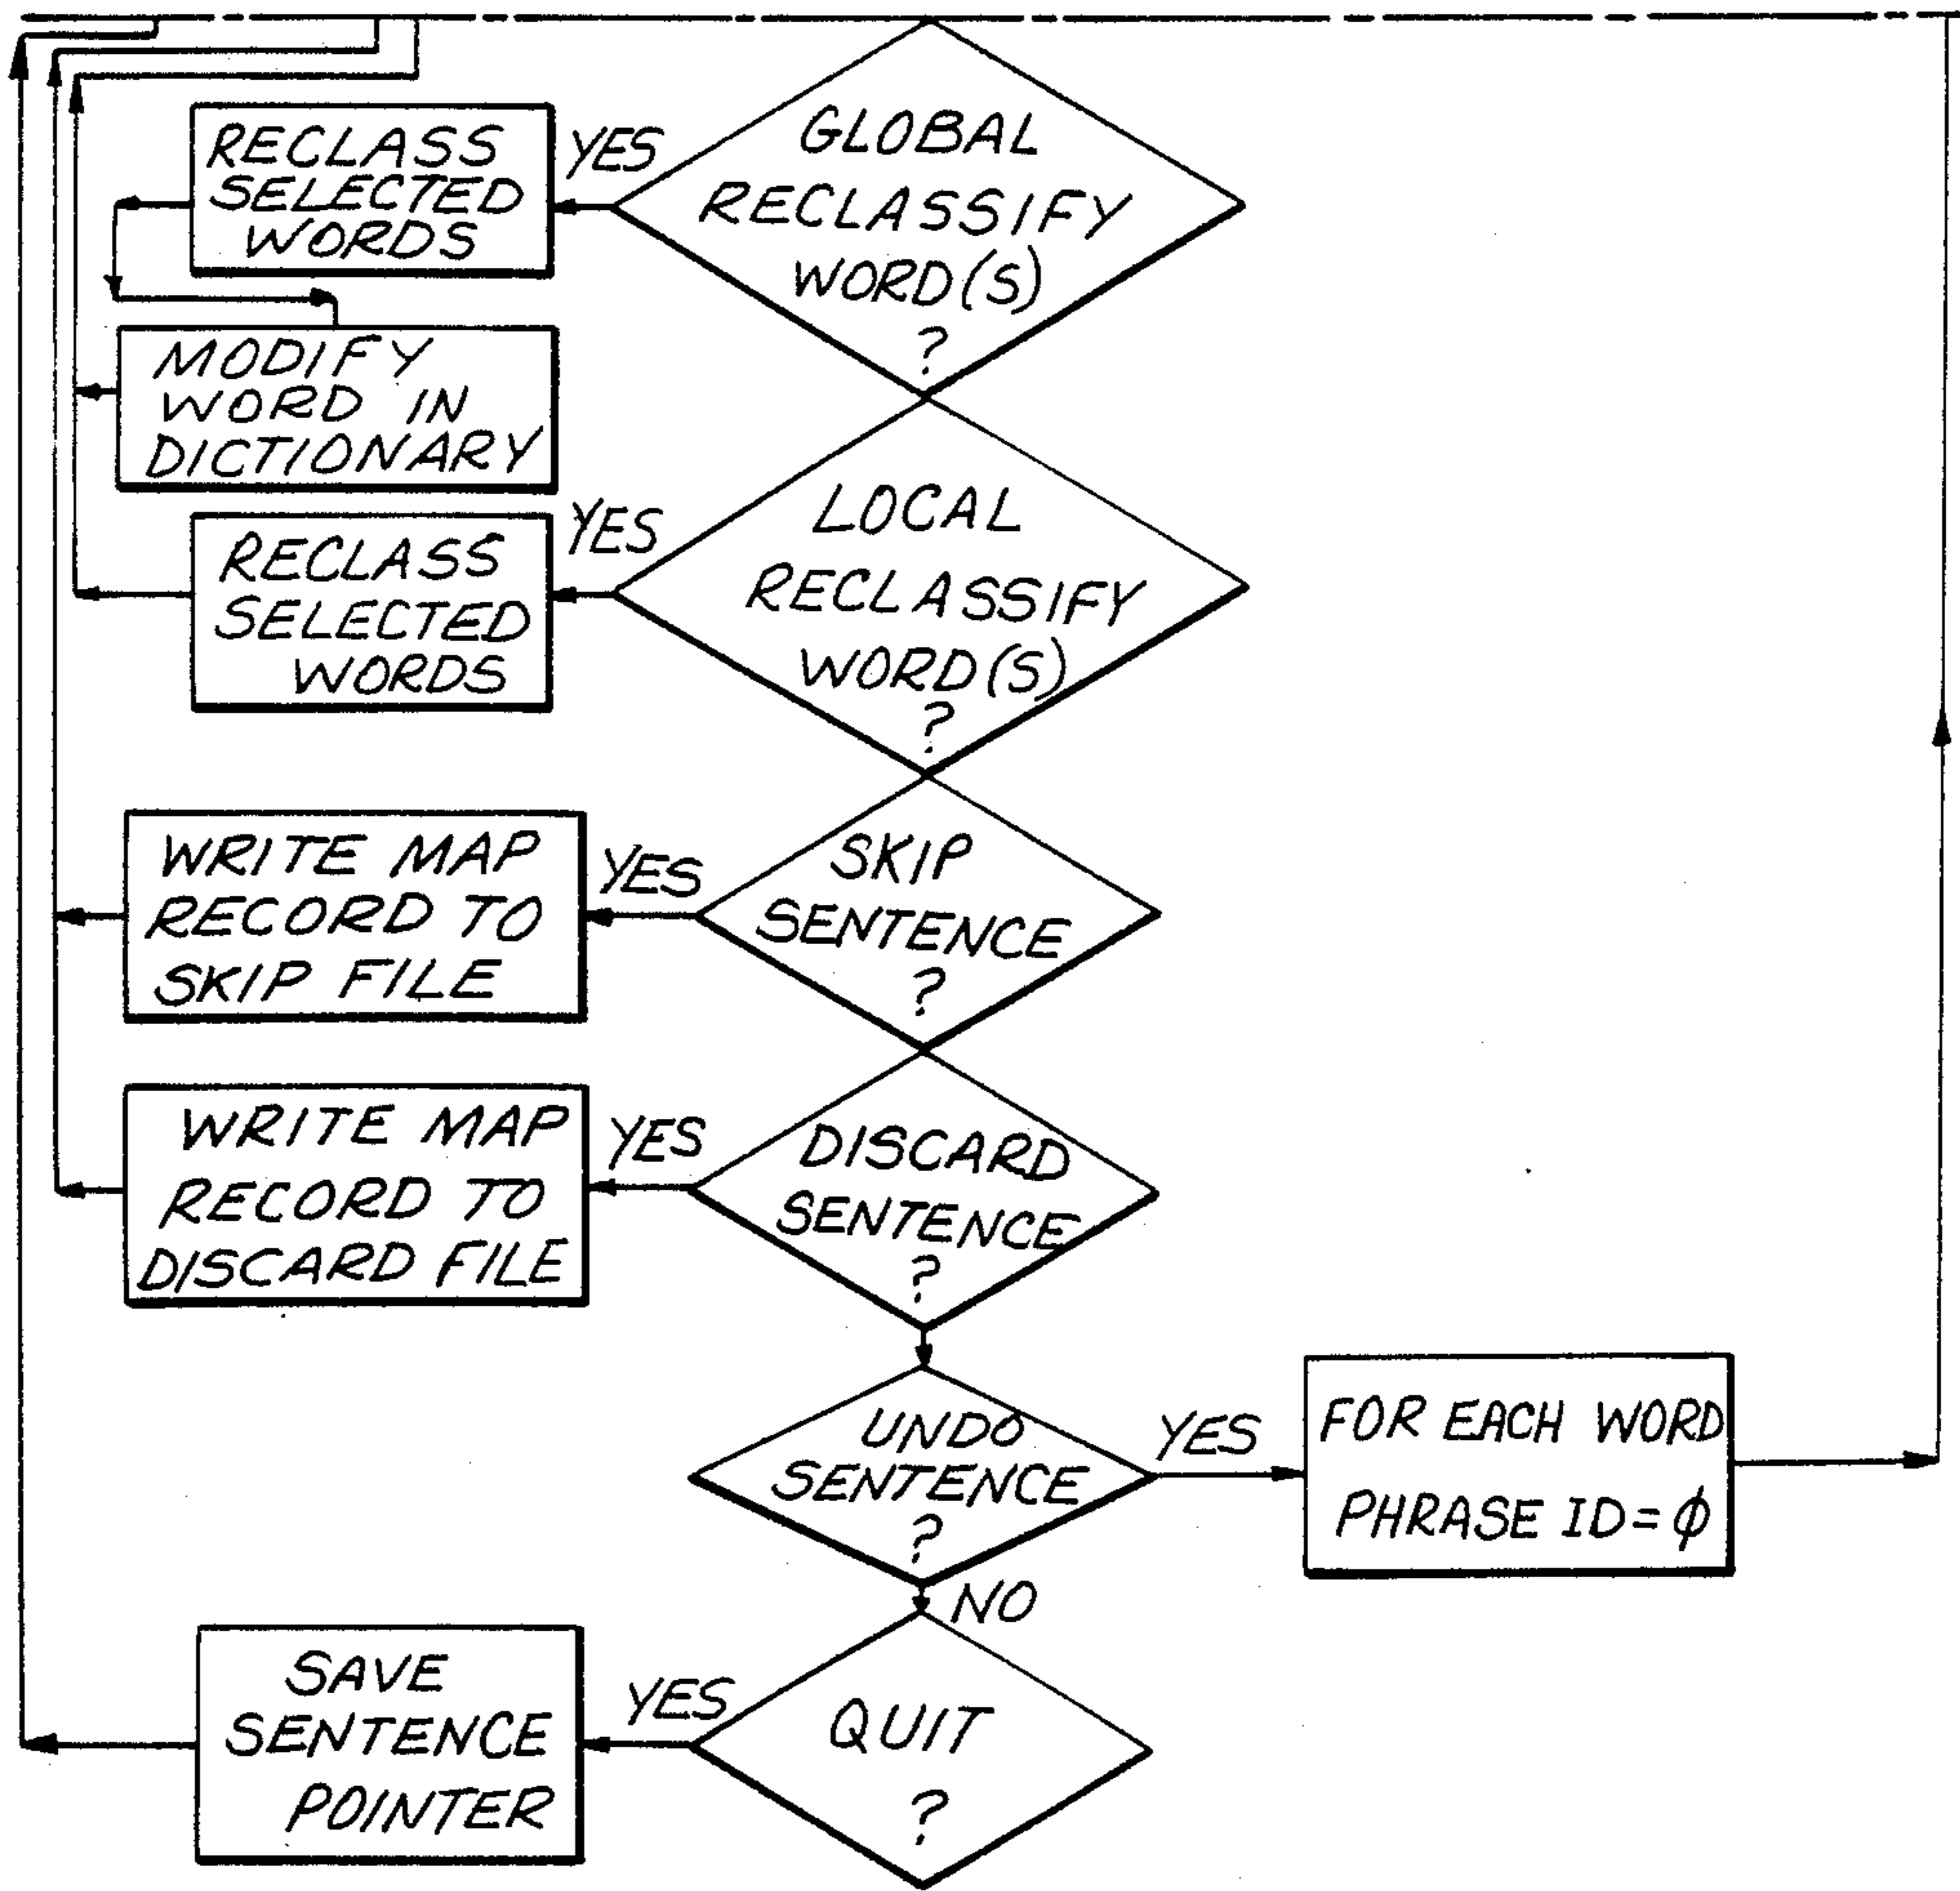 GLOBAL
RECLASSIFY
WORD(S)
?
YES
RECLASS
SELECTED
WORDS
MODIFY
WORD IN
DICTIONARY
LOCAL
RECLASSIFY
WORD(S)
?
YES
RECLASS
SELECTED
WORDS
SKIP
SENTENCE
?
YES
WRITE MAP
RECORD TO
SKIP FILE
DISCARD
SENTENCE
?
YES
WRITE MAP
RECORD TO
DISCARD FILE
UNDO
SENTENCE
?
YES
FOR EACH WORD
PHRASE ID=ϕ
NO
QUIT
?
YES
SAVE
SENTENCE
POINTER